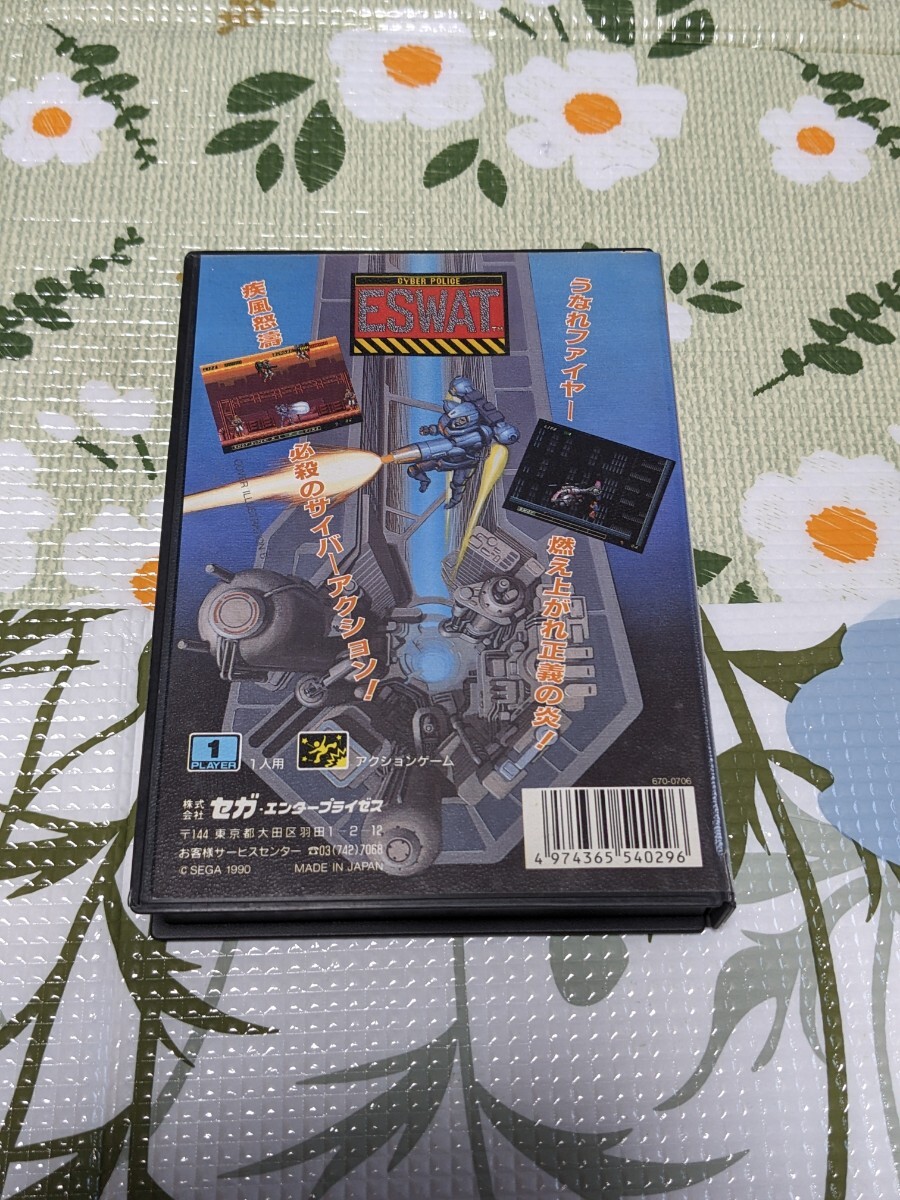 CYBER POLICE
ESWAT
TM
疾風怒濤
うなれファイヤー
必殺のサイバーアクション!
燃え上がれ正義の炎!
1
PLAYER
1人用
アクションゲーム
670-0706
株式会社 セガ・エンタープライゼス
〒144 東京都大田区羽田1-2-12
お客様サービスセンター ☎03(742)7068
© SEGA 1990 MADE IN JAPAN
4 974365 540296